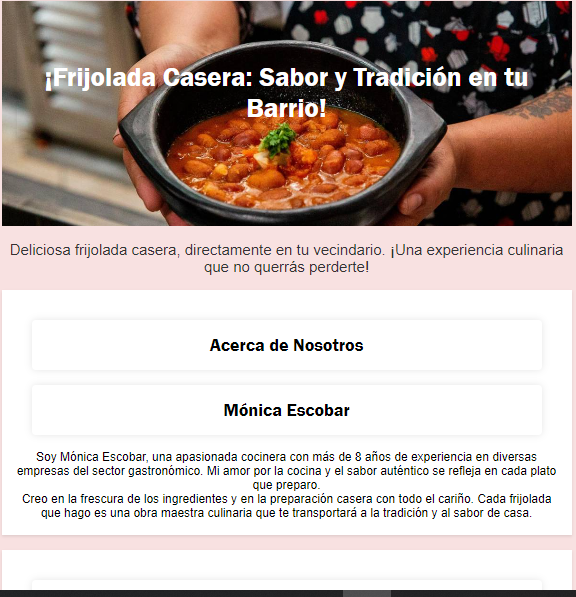 ¡Frijolada Casera: Sabor y Tradición en tu
Barrio!
Deliciosa frijolada casera, directamente en tu vecindario. ¡Una experiencia culinaria
que no querrás perderte!
Acerca de Nosotros
Mónica Escobar
Soy Mónica Escobar, una apasionada cocinera con más de 8 años de experiencia en diversas
empresas del sector gastronómico. Mi amor por la cocina y el sabor auténtico se refleja en cada plato
que preparo.
Creo en la frescura de los ingredientes y en la preparación casera con todo el cariño. Cada frijolada
que hago es una obra maestra culinaria que te transportará a la tradición y al sabor de casa.